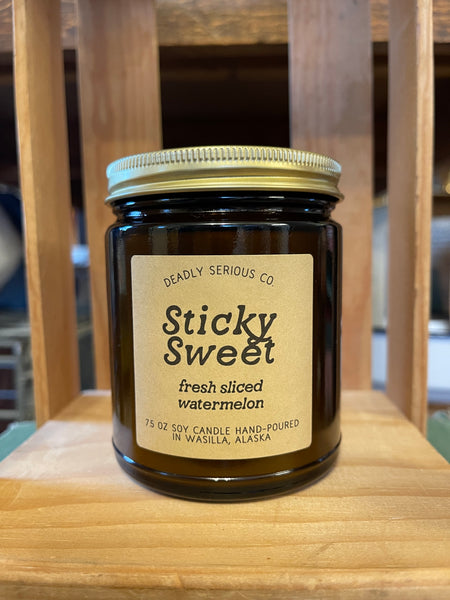 DEADLY SERIOUS CO.
Sticky
Sweet
fresh sliced
watermelon
7.5 OZ SOY CANDLE HAND-POURED
IN WASILLA, ALASKA